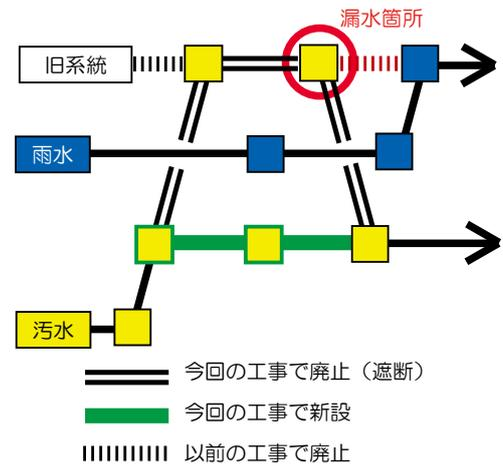 漏水箇所
旧系統
雨水
汚水
今回の工事で廃止（遮断）
今回の工事で新設
以前の工事で廃止